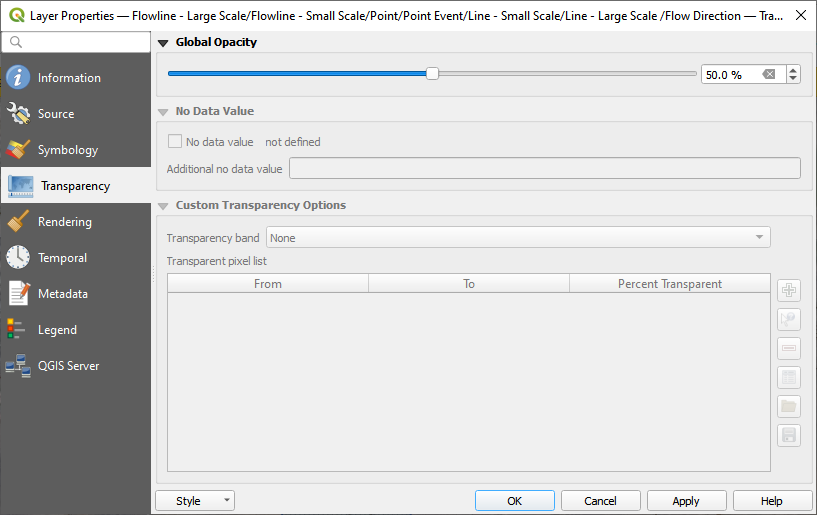 Layer Properties — Flowline - Large Scale/Flowline - Small Scale/Point/Point Event/Line - Small Scale/Line - Large Scale /Flow Direction — Tra...
Information
Source
Symbology
Transparency
Rendering
Temporal
Metadata
Legend
QGIS Server
Global Opacity
50.0 %
No Data Value
No data value not defined
Additional no data value
Custom Transparency Options
Transparency band None
Transparent pixel list
From To Percent Transparent
Style OK Cancel Apply Help